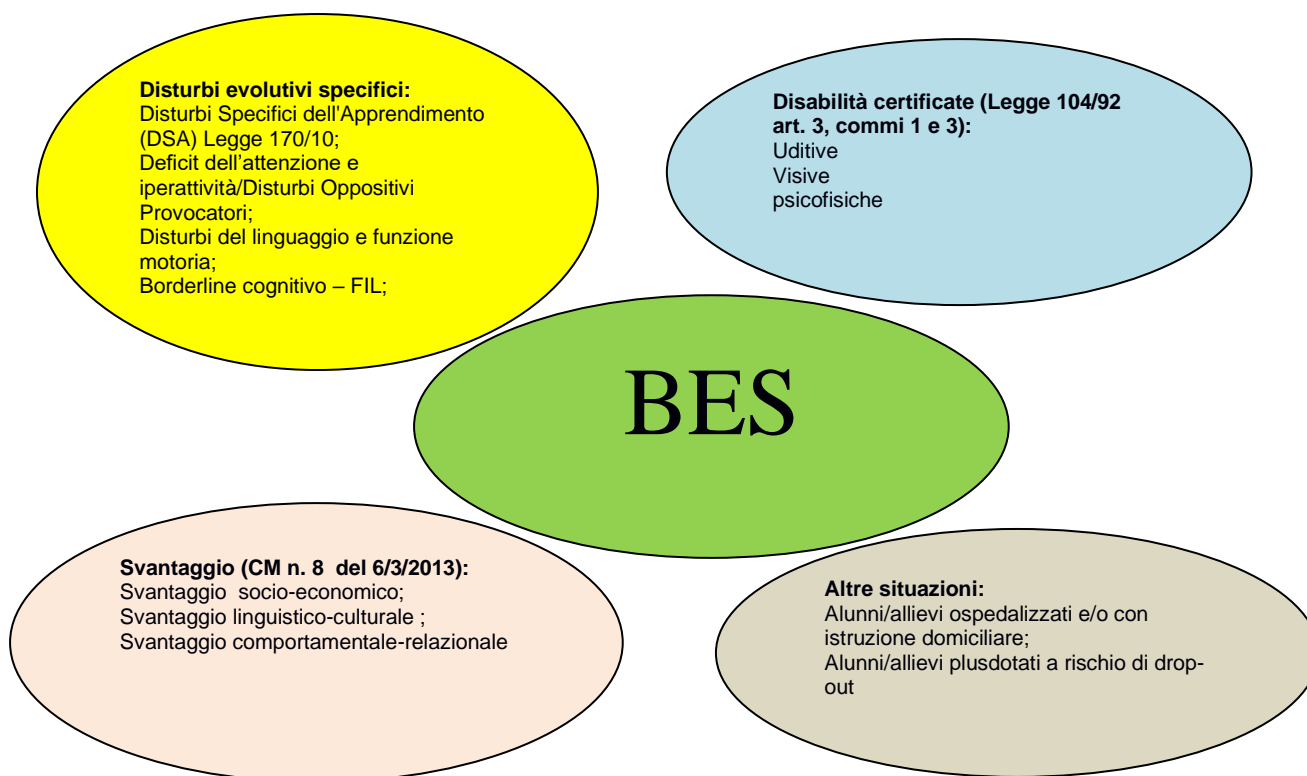 Disturbi evolutivi specifici:
Disturbi Specifici dell'Apprendimento
(DSA) Legge 170/10;
Deficit dell’attenzione e
iperattività/Disturbi Oppositivi
Provocatori;
Disturbi del linguaggio e funzione
motoria;
Borderline cognitivo – FIL;
Disabilità certificate (Legge 104/92
art. 3, commi 1 e 3):
Uditive
Visive
psicofisiche
BES
Svantaggio (CM n. 8 del 6/3/2013):
Svantaggio socio-economico;
Svantaggio linguistico-culturale ;
Svantaggio comportamentale-relazionale
Altre situazioni:
Alunni/allievi ospedalizzati e/o con
istruzione domiciliare;
Alunni/allievi plusdotati a rischio di drop-
out